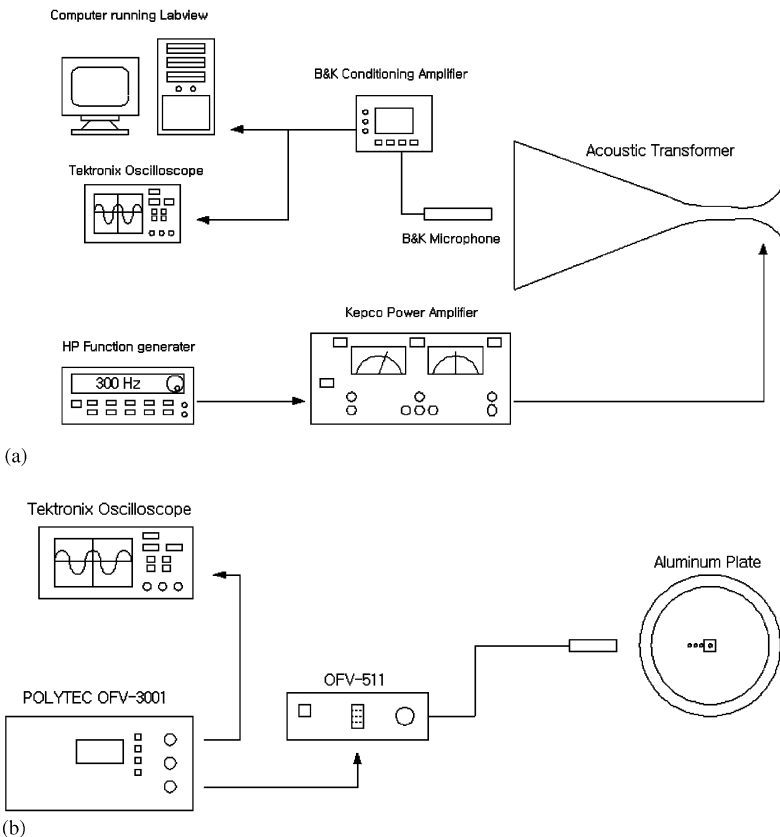 Computer running Labview
B&K Conditioning Amplifier
Acoustic Transformer
Tektronix Oscilloscope
B&K Microphone
Kepco Power Amplifier
HP Function generater
300 Hz
(a)
Tektronix Oscilloscope
Aluminum Plate
OFV-511
POLYTEC OFV-3001
(b)